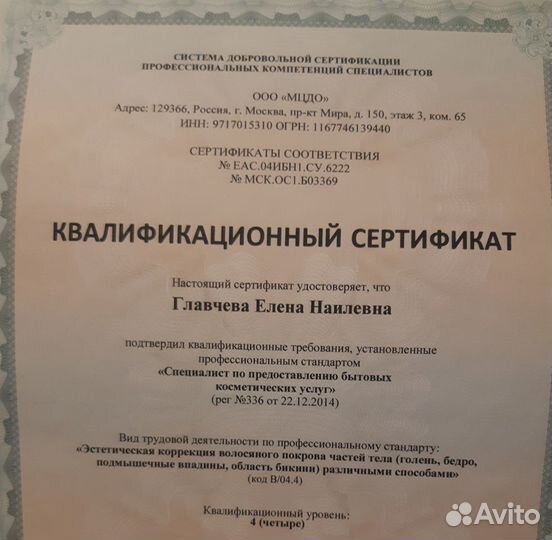 СИСТЕМА ДОБРОВОЛЬНОЙ СЕРТИФИКАЦИИ
ПРОФЕССИОНАЛЬНЫХ КОМПЕТЕНЦИЙ СПЕЦИАЛИСТОВ
ООО «МЦДО»
Адрес: 129366, Россия, г. Москва, пр-кт Мира, д. 150, этаж 3, ком. 65
ИНН: 9717015310 ОГРН: 1167746139440
СЕРТИФИКАТЫ СООТВЕТСТВИЯ
№ ЕАС.04ИБН1.СУ.6222
№ МСК.ОС1.Б03369
КВАЛИФИКАЦИОННЫЙ СЕРТИФИКАТ
Настоящий сертификат удостоверяет, что
Главчева Елена Наилевна
подтвердил квалификационные требования, установленные
профессиональным стандартом
«Специалист по предоставлению бытовых
косметических услуг»
(рег №336 от 22.12.2014)
Вид трудовой деятельности по профессиональному стандарту:
«Эстетическая коррекция волосяного покрова частей тела (голень, бедро,
подмышечные впадины, область бикини) различными способами»
(код В/04.4)
Квалификационный уровень:
4 (четыре)
Avito